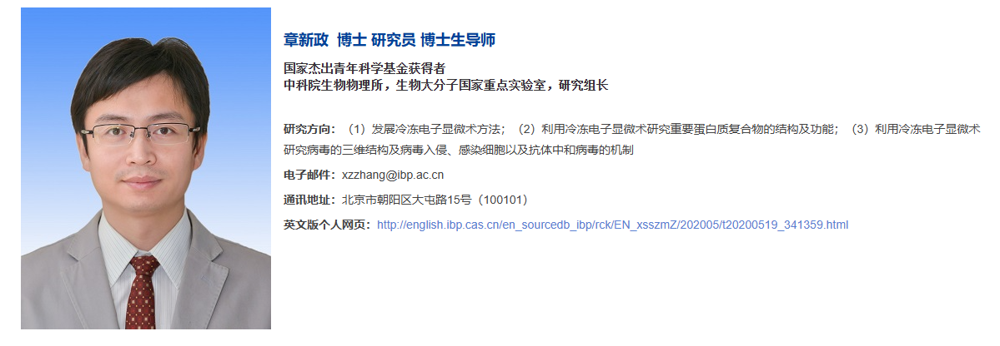 章新政 博士 研究员 博士生导师
国家杰出青年科学基金获得者
中科院生物物理所，生物大分子国家重点实验室，研究组长
研究方向：（1）发展冷冻电子显微术方法；（2）利用冷冻电子显微术研究重要蛋白质复合物的结构及功能；（3）利用冷冻电子显微术
研究病毒的三维结构及病毒入侵、感染细胞以及抗体中和病毒的机制
电子邮件：xzzhang@ibp.ac.cn
通讯地址：北京市朝阳区大屯路15号（100101）
英文版个人网页：http://english.ibp.cas.cn/en_sourcedb_ibp/rck/EN_xsszmZ/202005/t20200519_341359.html